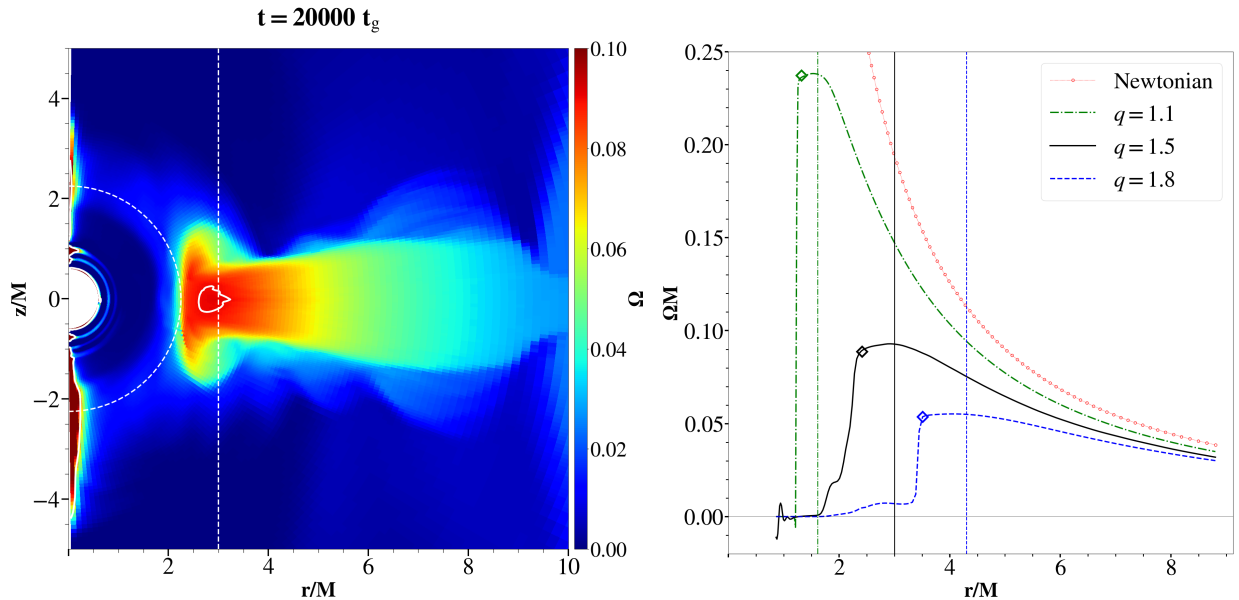 t = 20000 t_g
z/M
4
2
0
−2
−4
2
4
6
8
10
r/M
0.10
0.08
0.06
0.04
0.02
0.00
Ω
ΩM
0.25
0.20
0.15
0.10
0.05
0.00
0
2
4
6
8
r/M
Newtonian
q = 1.1
q = 1.5
q = 1.8